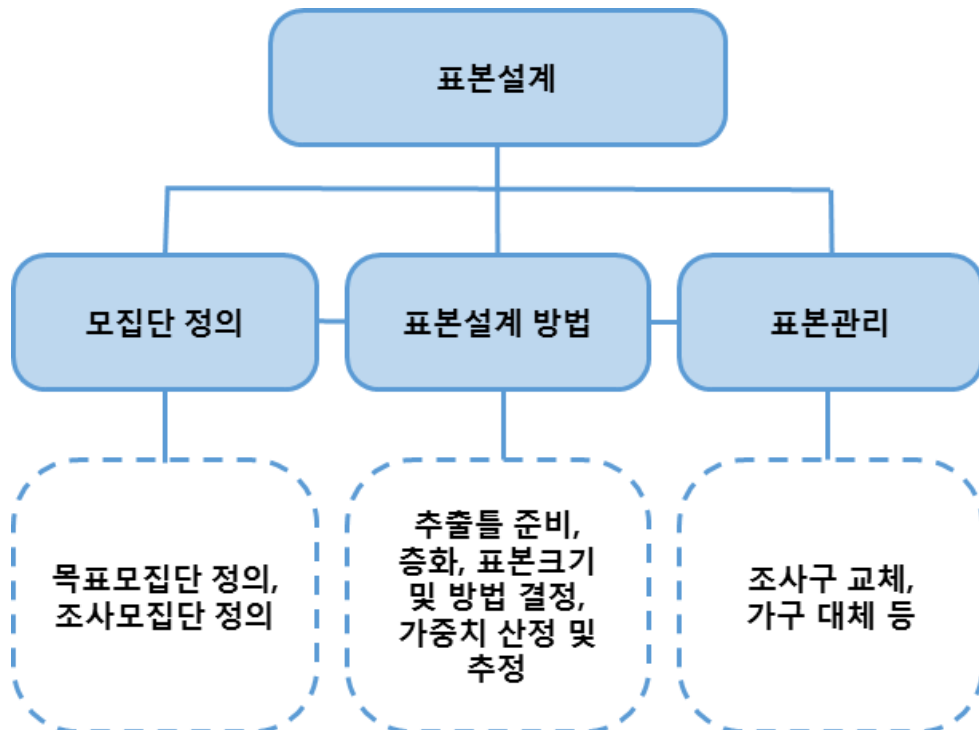 표본설계
모집단 정의
표본설계 방법
표본관리
목표모집단 정의,
조사모집단 정의
추출틀 준비,
층화, 표본크기
및 방법 결정,
가중치 산정 및
추정
조사구 교체,
가구 대체 등